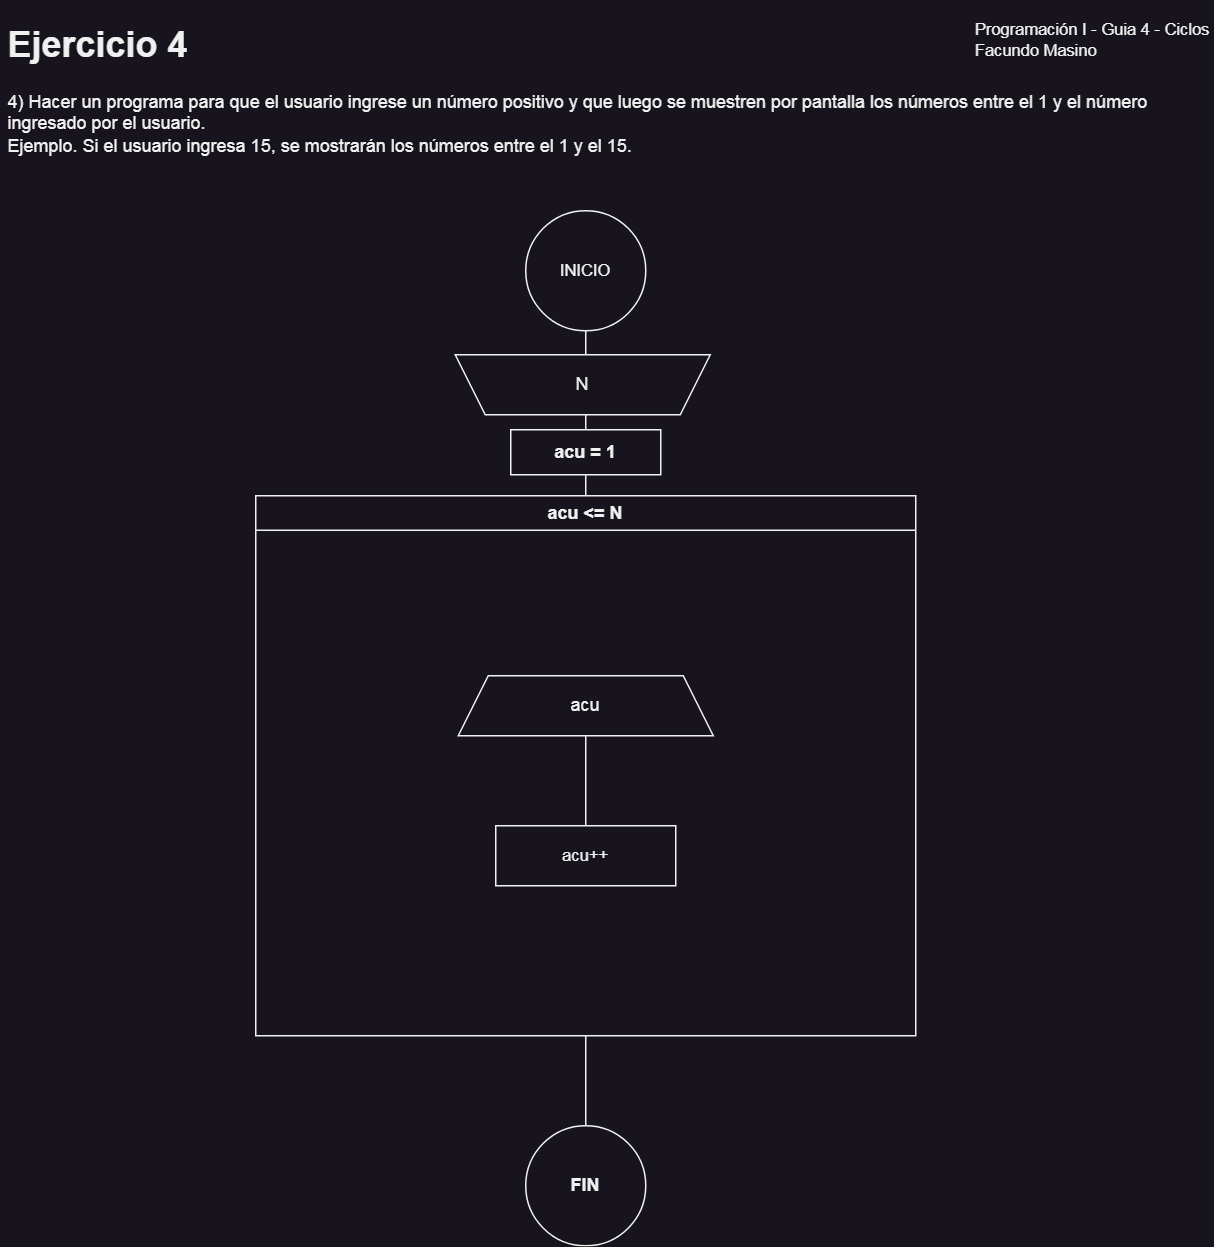 Ejercicio 4
Programación I - Guia 4 - Ciclos
Facundo Masino
4) Hacer un programa para que el usuario ingrese un número positivo y que luego se muestren por pantalla los números entre el 1 y el número
ingresado por el usuario.
Ejemplo. Si el usuario ingresa 15, se mostrarán los números entre el 1 y el 15.
INICIO
N
acu = 1
acu <= N
acu
acu++
FIN